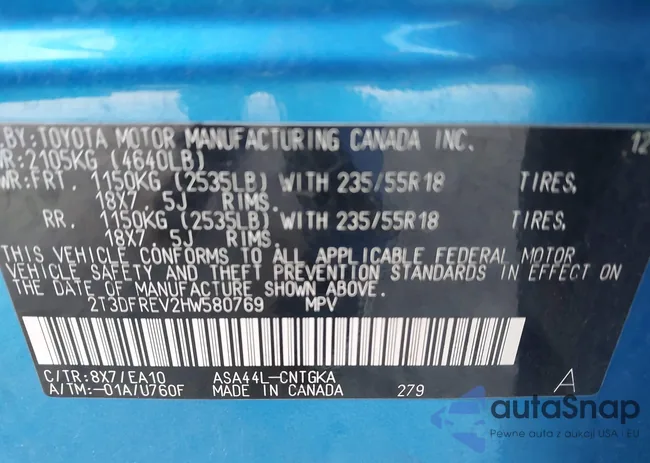 .BY: TOYOTA MOTOR MANUFACTURING CANADA INC. 12
WR: 2105KG (4640LB)
WR: FRT. 1150KG (2535LB) WITH 235/55R18 TIRES,
18X7.5J RIMS.
RR. 1150KG (2535LB) WITH 235/55R18 TIRES,
18X7.5J RIMS.
THIS VEHICLE CONFORMS TO ALL APPLICABLE FEDERAL MOTOR
VEHICLE SAFETY AND THEFT PREVENTION STANDARDS IN EFFECT ON
THE DATE OF MANUFACTURE SHOWN ABOVE.
2T3DFREV2HW580769 MPV
C/TR: 8X7/EA10 ASA44L-CNTGKA
A/TM: -01A/U760F MADE IN CANADA 279 A
autaSnap
Pewne auta z aukcji USA - EU